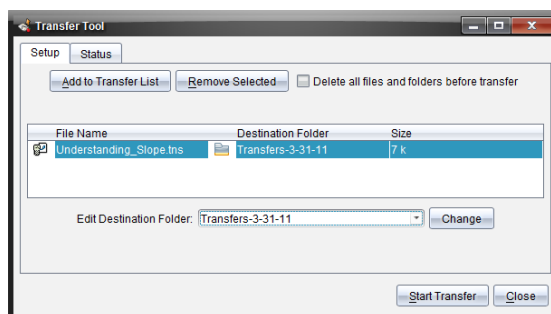 Transfer Tool
Setup Status
Add to Transfer List Remove Selected Delete all files and folders before transfer
File Name Destination Folder Size
Understanding_Slope.tns Transfers-3-31-11 7 k
Edit Destination Folder: Transfers-3-31-11 Change
Start Transfer Close